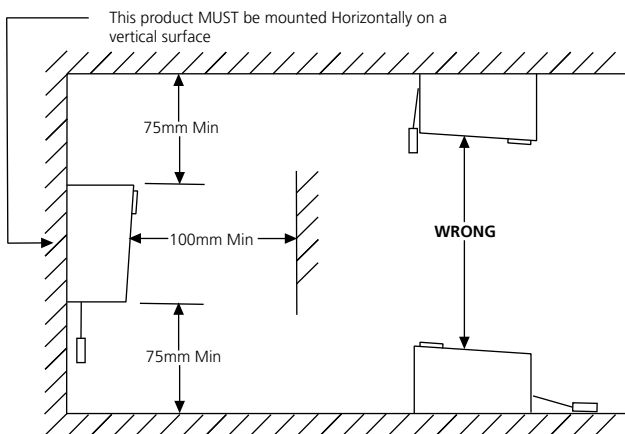 This product MUST be mounted Horizontally on a
vertical surface
75mm Min
100mm Min
WRONG
75mm Min